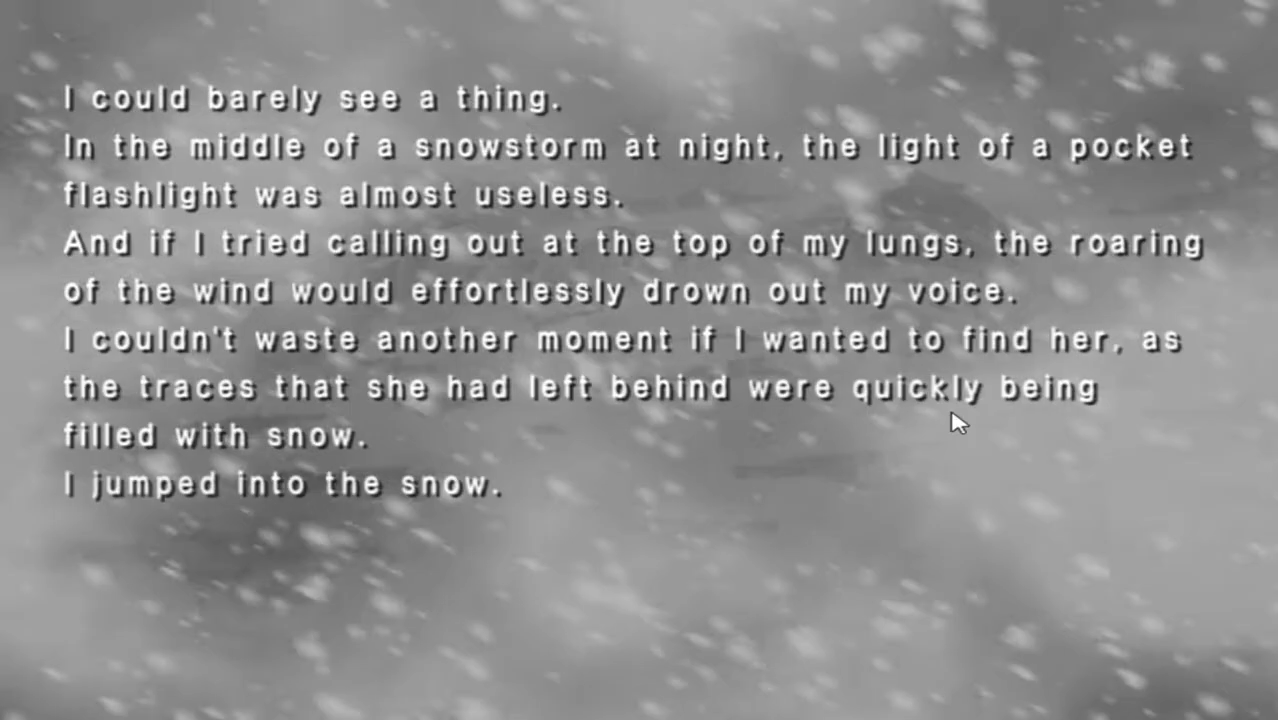 I could barely see a thing.
In the middle of a snowstorm at night, the light of a pocket
flashlight was almost useless.
And if I tried calling out at the top of my lungs, the roaring
of the wind would effortlessly drown out my voice.
I couldn't waste another moment if I wanted to find her, as
the traces that she had left behind were quickly being
filled with snow.
I jumped into the snow.